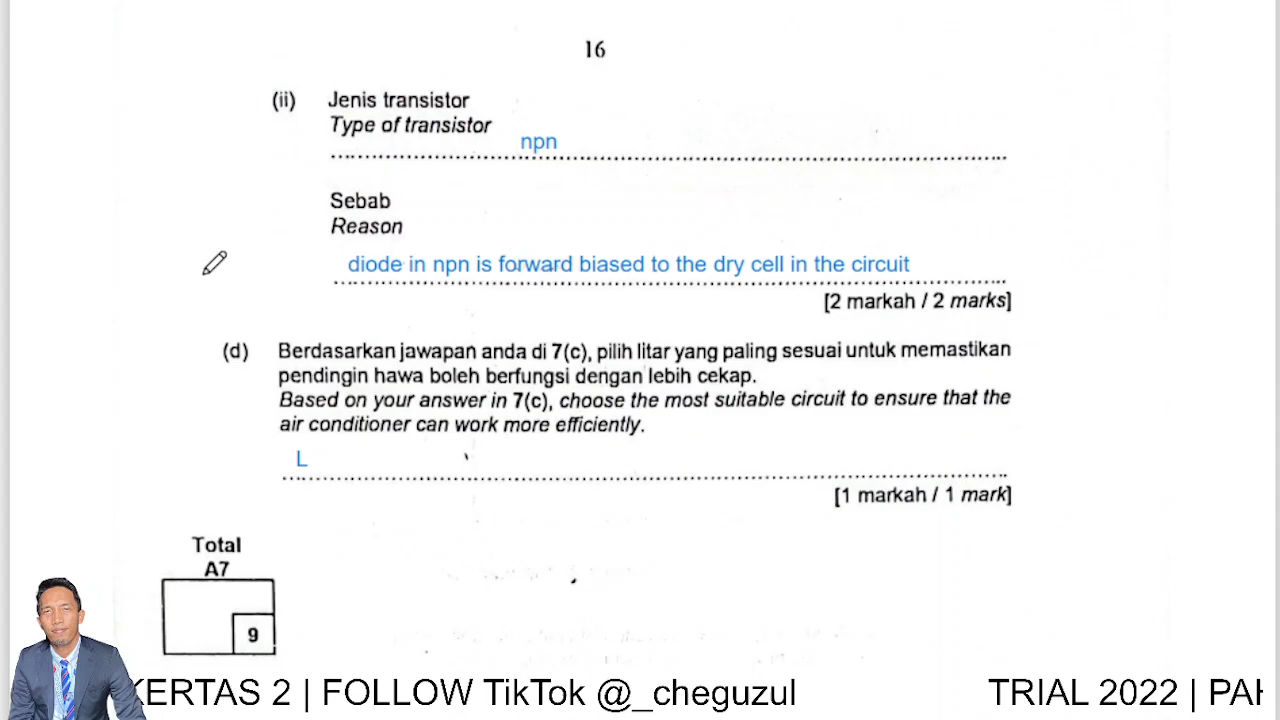 16
(ii) Jenis transistor
Type of transistor
npn
Sebab
Reason
diode in npn is forward biased to the dry cell in the circuit
[2 markah / 2 marks]
(d) Berdasarkan jawapan anda di 7(c), pilih litar yang paling sesuai untuk memastikan
pendingin hawa boleh berfungsi dengan lebih cekap.
Based on your answer in 7(c), choose the most suitable circuit to ensure that the
air conditioner can work more efficiently.
L
[1 markah / 1 mark]
Total
A7
9
KERTAS 2 | FOLLOW TikTok @_cheguzul TRIAL 2022 | PAH